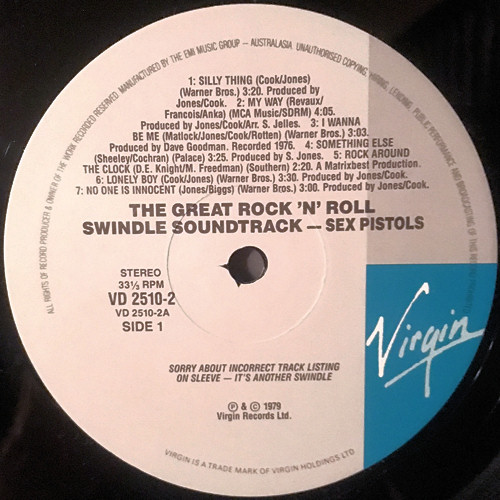 ALL RIGHTS OF RECORD PRODUCER & OWNER OF THE WORK RECORDED RESERVED MANUFACTURED BY THE EMI MUSIC GROUP – AUSTRALASIA UNAUTHORISED COPYING, HIRING, LENDING, PUBLIC PERFORMANCE AND BROADCASTING OF THIS RECORD
1: SILLY THING (Cook/Jones)
(Warner Bros.) 3:20. Produced by
Jones/Cook. 2: MY WAY (Revaux/
Francois/Anka) (MCA Music/SDRM) 4:05.
Produced by Jones/Cook/Arr. S. Jelles. 3: I WANNA
BE ME (Matlock/Jones/Cook/Rotten) (Warner Bros.) 3:03.
Produced by Dave Goodman. Recorded 1976. 4: SOMETHING ELSE
(Sheeley/Cochran) (Palace) 3:25. Produced by S. Jones. 5: ROCK AROUND
THE CLOCK (D.E. Knight/M. Freedman) (Southern) 2:20. A Matrixbest Production.
6: LONELY BOY (Cook/Jones) (Warner Bros.) 3:30. Produced by Jones/Cook.
7: NO ONE IS INNOCENT (Jones/Biggs) (Warner Bros.) 3:00. Produced by Jones/Cook.
THE GREAT ROCK 'N' ROLL
SWINDLE SOUNDTRACK — SEX PISTOLS
STEREO
33⅓ RPM
VD 2510-2
VD 2510-2A
SIDE 1
Virgin
SORRY ABOUT INCORRECT TRACK LISTING
ON SLEEVE — IT'S ANOTHER SWINDLE
℗ & © 1979
Virgin Records Ltd.
VIRGIN IS A TRADE MARK OF VIRGIN HOLDINGS LTD